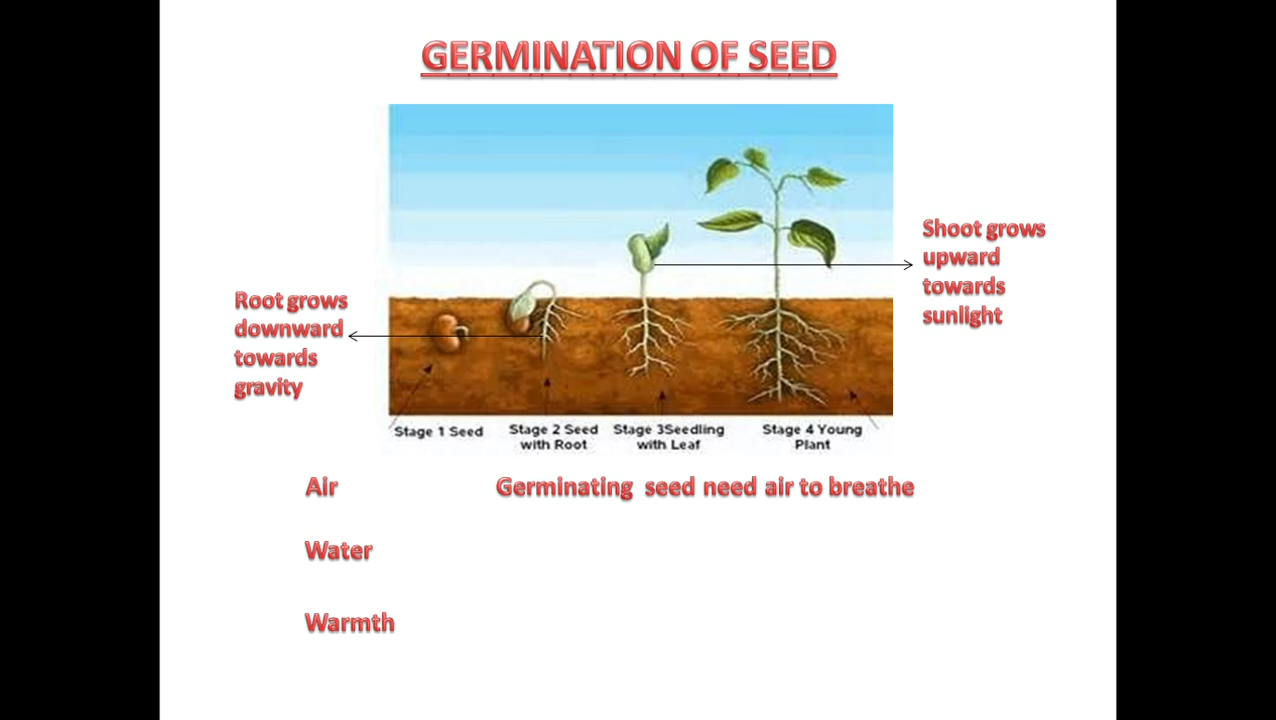 GERMINATION OF SEED
Shoot grows
upward
towards
sunlight
Root grows
downward
towards
gravity
Stage 1 Seed
Stage 2 Seed
with Root
Stage 3Seedling
with Leaf
Stage 4 Young
Plant
Air
Germinating seed need air to breathe
Water
Warmth